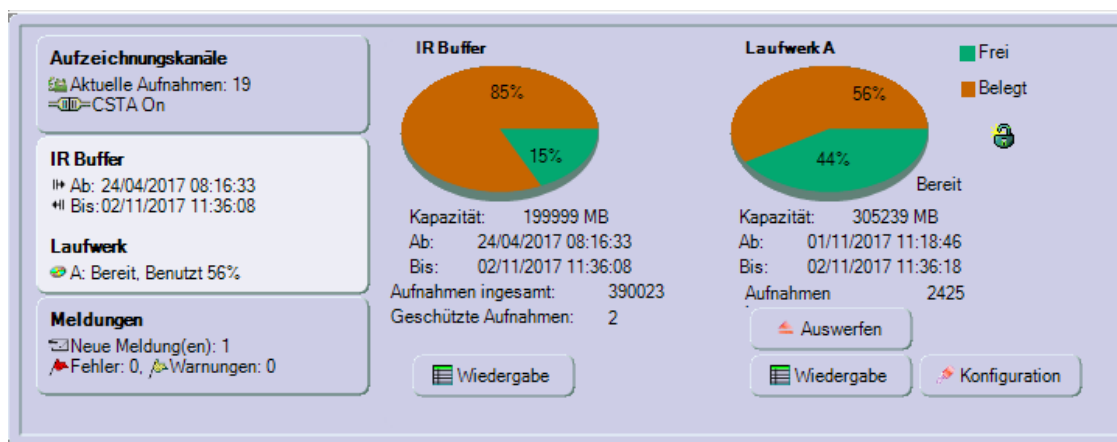 Aufzeichnungskanäle
Aktuelle Aufnahmen: 19
CSTA On
IR Buffer
Ab: 24/04/2017 08:16:33
Bis: 02/11/2017 11:36:08
Laufwerk
A: Bereit, Benutzt 56%
Meldungen
Neue Meldung(en): 1
Fehler: 0, Warnungen: 0
IR Buffer
85%
15%
Kapazität: 199999 MB
Ab: 24/04/2017 08:16:33
Bis: 02/11/2017 11:36:08
Aufnahmen ingesamt: 390023
Geschützte Aufnahmen: 2
Wiedergabe
Laufwerk A
56%
44%
Bereit
Kapazität: 305239 MB
Ab: 01/11/2017 11:18:46
Bis: 02/11/2017 11:36:18
Aufnahmen 2425
Auswerfen
Wiedergabe
Konfiguration
Frei
Belegt